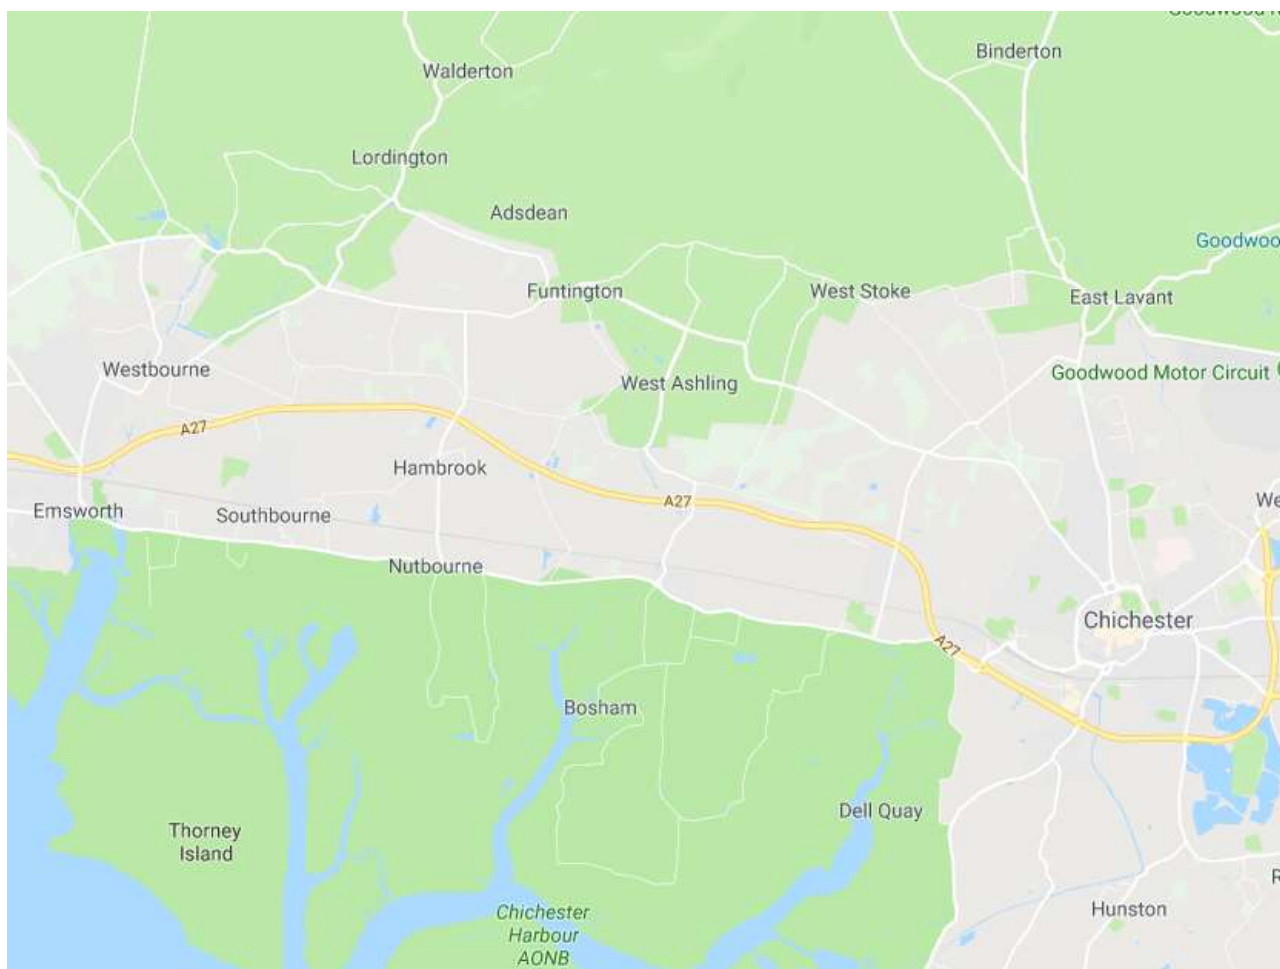 Binderton
Walderton
Lordington
Adsdean
Goodwoo
Funtington
West Stoke
East Lavant
Westbourne
West Ashling
Goodwood Motor Circuit
A27
Hambrook
A27
We
Emsworth
Southbourne
Nutbourne
Chichester
A27
Bosham
Dell Quay
Thorney
Island
R
Chichester
Harbour
AONB
Hunston